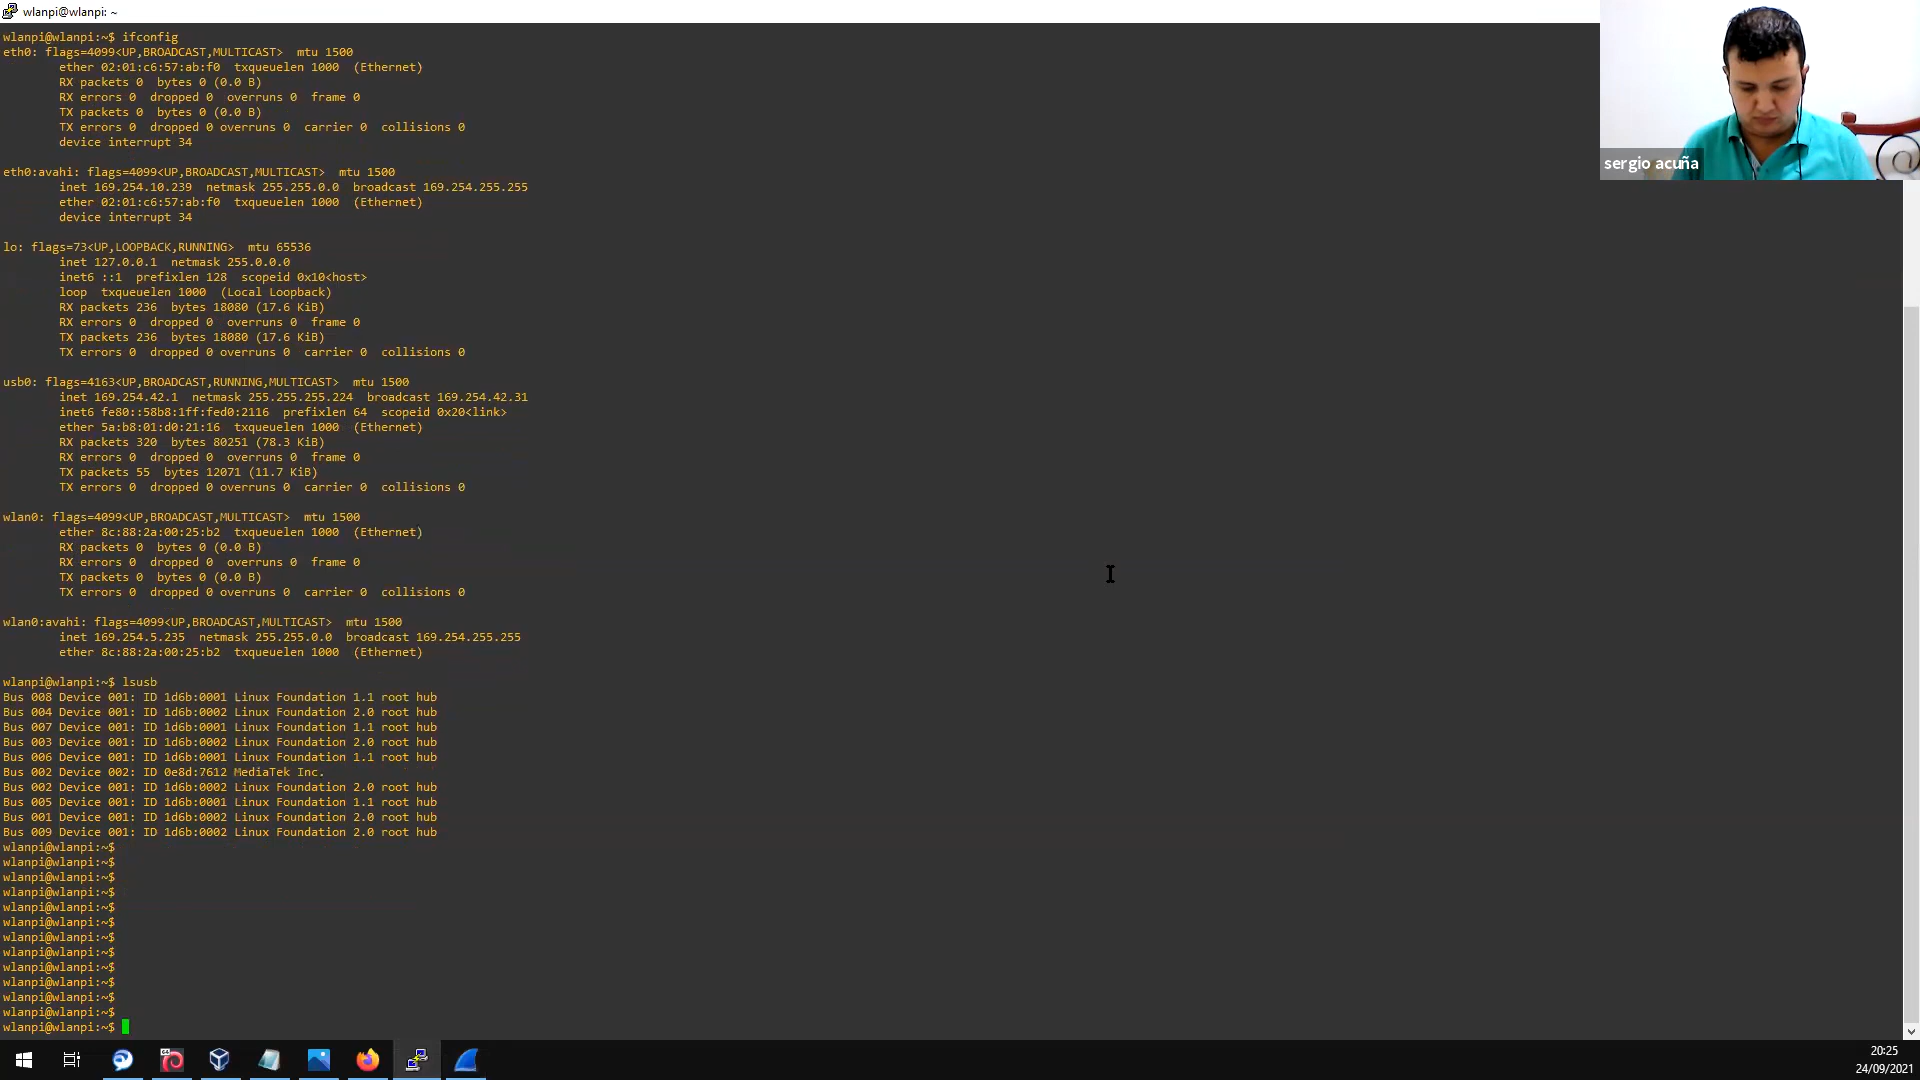 wlanpi@wlanpi: ~
wlanpi@wlanpi:~$ ifconfig
eth0: flags=4099<UP,BROADCAST,MULTICAST>  mtu 1500
ether 02:01:c6:57:ab:f0  txqueuelen 1000  (Ethernet)
RX packets 0  bytes 0 (0.0 B)
RX errors 0  dropped 0  overruns 0  frame 0
TX packets 0  bytes 0 (0.0 B)
TX errors 0  dropped 0 overruns 0  carrier 0  collisions 0
device interrupt 34
eth0:avahi: flags=4099<UP,BROADCAST,MULTICAST>  mtu 1500
inet 169.254.10.239  netmask 255.255.0.0  broadcast 169.254.255.255
ether 02:01:c6:57:ab:f0  txqueuelen 1000  (Ethernet)
device interrupt 34
lo: flags=73<UP,LOOPBACK,RUNNING>  mtu 65536
inet 127.0.0.1  netmask 255.0.0.0
inet6 ::1  prefixlen 128  scopeid 0x10<host>
loop  txqueuelen 1000  (Local Loopback)
RX packets 236  bytes 18080 (17.6 KiB)
RX errors 0  dropped 0  overruns 0  frame 0
TX packets 236  bytes 18080 (17.6 KiB)
TX errors 0  dropped 0 overruns 0  carrier 0  collisions 0
usb0: flags=4163<UP,BROADCAST,RUNNING,MULTICAST>  mtu 1500
inet 169.254.42.1  netmask 255.255.255.224  broadcast 169.254.42.31
inet6 fe80::58b8:1ff:fed0:2116  prefixlen 64  scopeid 0x20<link>
ether 5a:b8:01:d0:21:16  txqueuelen 1000  (Ethernet)
RX packets 320  bytes 80251 (78.3 KiB)
RX errors 0  dropped 0  overruns 0  frame 0
TX packets 55  bytes 12071 (11.7 KiB)
TX errors 0  dropped 0 overruns 0  carrier 0  collisions 0
wlan0: flags=4099<UP,BROADCAST,MULTICAST>  mtu 1500
ether 8c:88:2a:00:25:b2  txqueuelen 1000  (Ethernet)
RX packets 0  bytes 0 (0.0 B)
RX errors 0  dropped 0  overruns 0  frame 0
TX packets 0  bytes 0 (0.0 B)
TX errors 0  dropped 0 overruns 0  carrier 0  collisions 0
wlan0:avahi: flags=4099<UP,BROADCAST,MULTICAST>  mtu 1500
inet 169.254.5.235  netmask 255.255.0.0  broadcast 169.254.255.255
ether 8c:88:2a:00:25:b2  txqueuelen 1000  (Ethernet)
wlanpi@wlanpi:~$ lsusb
Bus 008 Device 001: ID 1d6b:0001 Linux Foundation 1.1 root hub
Bus 004 Device 001: ID 1d6b:0002 Linux Foundation 2.0 root hub
Bus 007 Device 001: ID 1d6b:0001 Linux Foundation 1.1 root hub
Bus 003 Device 001: ID 1d6b:0002 Linux Foundation 2.0 root hub
Bus 006 Device 001: ID 1d6b:0001 Linux Foundation 1.1 root hub
Bus 002 Device 002: ID 0e8d:7612 MediaTek Inc.
Bus 002 Device 001: ID 1d6b:0002 Linux Foundation 2.0 root hub
Bus 005 Device 001: ID 1d6b:0001 Linux Foundation 1.1 root hub
Bus 001 Device 001: ID 1d6b:0002 Linux Foundation 2.0 root hub
Bus 009 Device 001: ID 1d6b:0002 Linux Foundation 2.0 root hub
wlanpi@wlanpi:~$
wlanpi@wlanpi:~$
wlanpi@wlanpi:~$
wlanpi@wlanpi:~$
wlanpi@wlanpi:~$
wlanpi@wlanpi:~$
wlanpi@wlanpi:~$
wlanpi@wlanpi:~$
wlanpi@wlanpi:~$
wlanpi@wlanpi:~$
wlanpi@wlanpi:~$
wlanpi@wlanpi:~$
wlanpi@wlanpi:~$
sergio acuña
20:25
24/09/2021